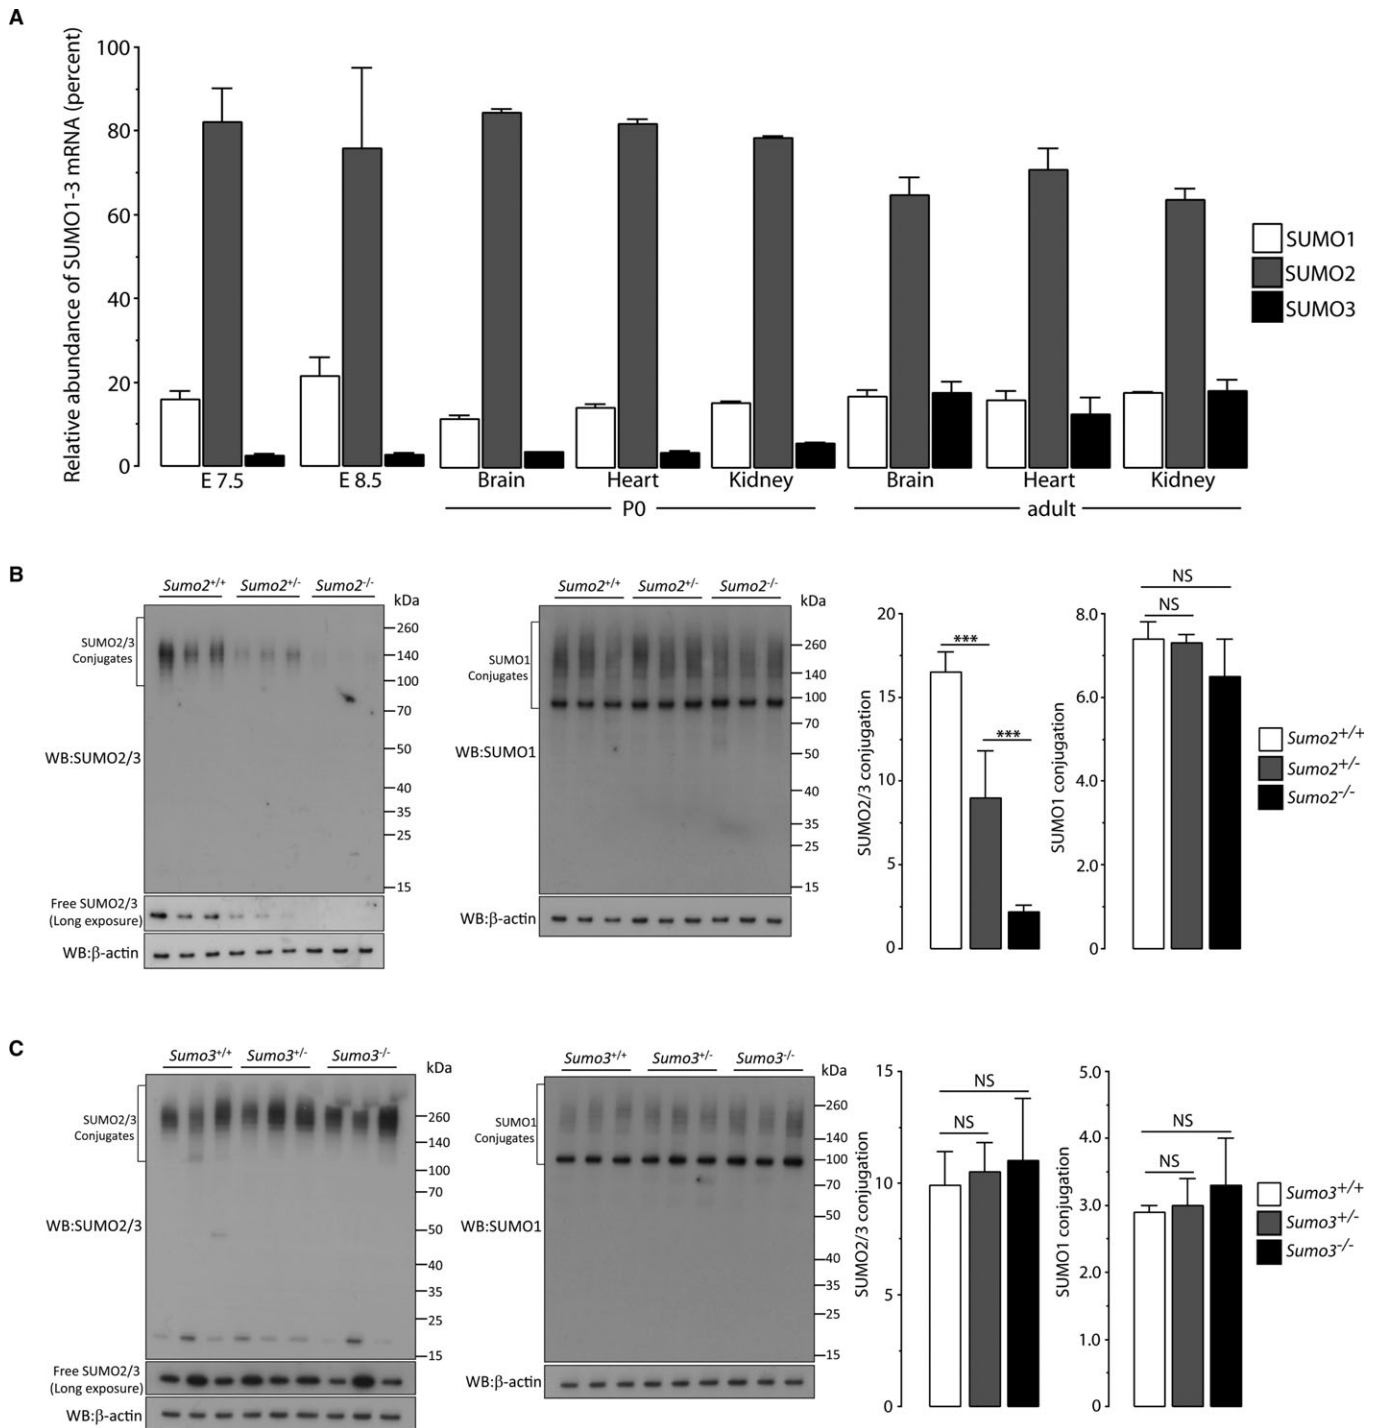 A
Relative abundance of SUMO1-3 mRNA (percent)
100
80
60
40
20
0
E 7.5
E 8.5
Brain
Heart
Kidney
Brain
Heart
Kidney
P0
adult
SUMO1
SUMO2
SUMO3
B
Sumo2+/+
Sumo2+/-
Sumo2-/-
kDa
SUMO2/3
Conjugates
260
140
100
70
50
40
35
25
15
WB:SUMO2/3
Free SUMO2/3
(Long exposure)
WB:β-actin
Sumo2+/+
Sumo2+/-
Sumo2-/-
kDa
SUMO1
Conjugates
260
140
100
70
50
40
35
25
15
WB:SUMO1
WB:β-actin
SUMO2/3 conjugation
20
15
10
5
0
***
***
SUMO1 conjugation
8.0
6.0
4.0
2.0
0
NS
NS
Sumo2+/+
Sumo2+/-
Sumo2-/-
C
Sumo3+/+
Sumo3+/-
Sumo3-/-
kDa
SUMO2/3
Conjugates
260
140
100
70
50
40
35
25
15
WB:SUMO2/3
Free SUMO2/3
(Long exposure)
WB:β-actin
Sumo3+/+
Sumo3+/-
Sumo3-/-
kDa
SUMO1
Conjugates
260
140
100
70
50
40
35
25
15
WB:SUMO1
WB:β-actin
SUMO2/3 conjugation
15
10
5
0
NS
NS
SUMO1 conjugation
5.0
4.0
3.0
2.0
1.0
0
NS
NS
Sumo3+/+
Sumo3+/-
Sumo3-/-